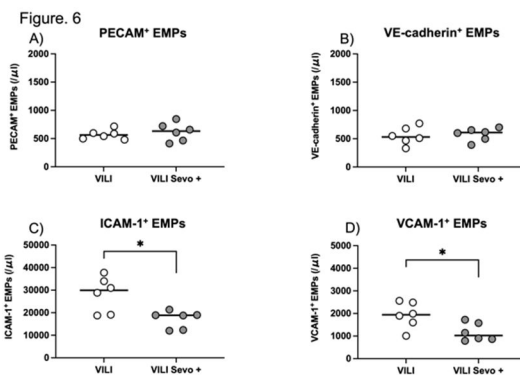 Figure. 6
A)
PECAM⁺ EMPs
PECAM⁺ EMPs (/μl)
2000
1500
1000
500
0
VILI
VILI Sevo +
B)
VE-cadherin⁺ EMPs
VE-cadherin⁺ EMPs (/μl)
2000
1500
1000
500
0
VILI
VILI Sevo +
C)
ICAM-1⁺ EMPs
ICAM-1⁺ EMPs (/μl)
50000
40000
30000
20000
10000
0
*
VILI
VILI Sevo +
D)
VCAM-1⁺ EMPs
VCAM-1⁺ EMPs (/μl)
5000
4000
3000
2000
1000
0
*
VILI
VILI Sevo +